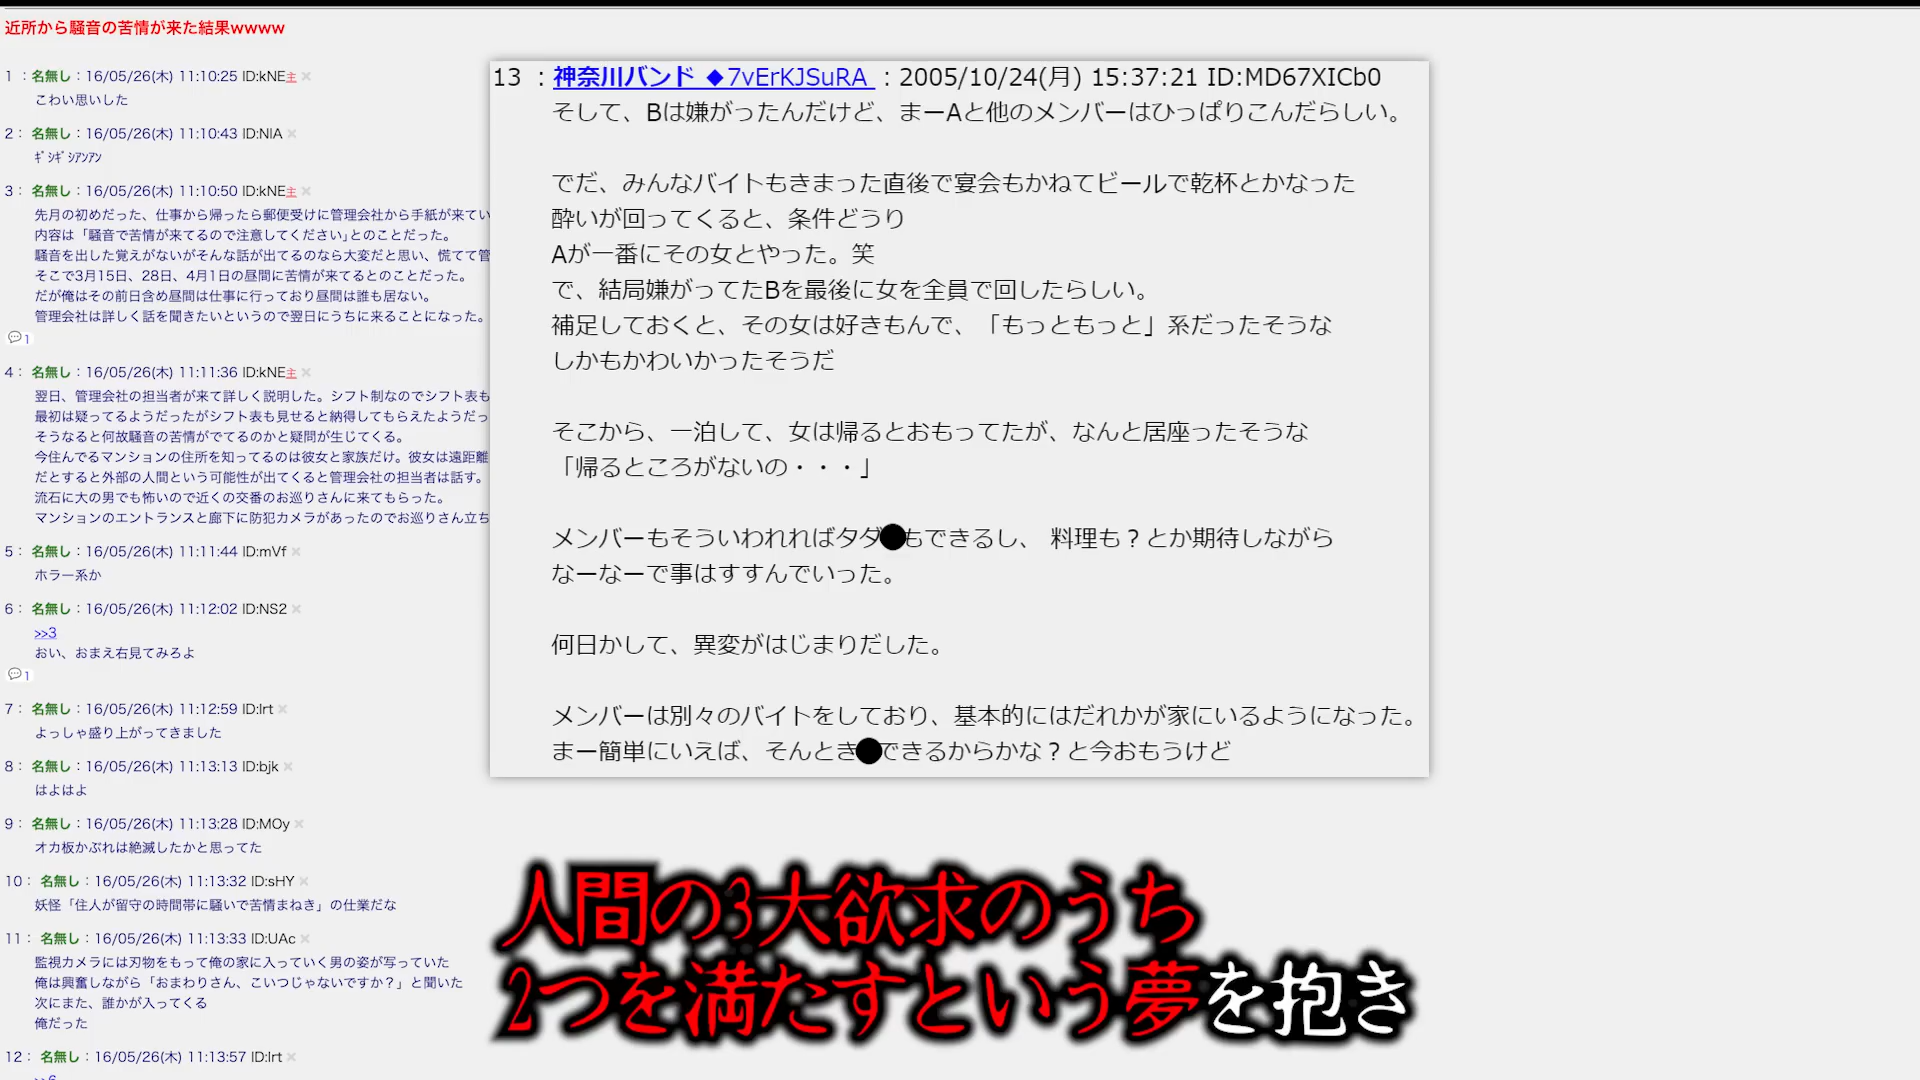 近所から騒音の苦情が来た結果wwww
1 ： 名無し：16/05/26(木) 11:10:25 ID:kNE主 ×
こわい思いした
2： 名無し：16/05/26(木) 11:10:43 ID:NIA ×
ｷﾞｼｷﾞｼｱﾝｱﾝ
3： 名無し：16/05/26(木) 11:10:50 ID:kNE主 ×
先月の初めだった、仕事から帰ったら郵便受けに管理会社から手紙が来てい
内容は「騒音で苦情が来てるので注意してください｣とのことだった。
騒音を出した覚えがないがそんな話が出てるのなら大変だと思い、慌てて管
そこで3月15日、28日、4月1日の昼間に苦情が来てるとのことだった。
だが俺はその前日含め昼間は仕事に行っており昼間は誰も居ない。
管理会社は詳しく話を聞きたいというので翌日にうちに来ることになった。
1
4： 名無し：16/05/26(木) 11:11:36 ID:kNE主 ×
翌日、管理会社の担当者が来て詳しく説明した。シフト制なのでシフト表も
最初は疑ってるようだったがシフト表も見せると納得してもらえたようだっ
そうなると何故騒音の苦情がでてるのかと疑問が生じてくる。
今住んでるマンションの住所を知ってるのは彼女と家族だけ。彼女は遠距離
だとすると外部の人間という可能性が出てくると管理会社の担当者は話す。
流石に大の男でも怖いので近くの交番のお巡りさんに来てもらった。
マンションのエントランスと廊下に防犯カメラがあったのでお巡りさん立ち
5： 名無し：16/05/26(木) 11:11:44 ID:mVf ×
ホラー系か
6： 名無し：16/05/26(木) 11:12:02 ID:NS2 ×
>>3
おい、おまえ右見てみろよ
1
7： 名無し：16/05/26(木) 11:12:59 ID:lrt ×
よっしゃ盛り上がってきました
8： 名無し：16/05/26(木) 11:13:13 ID:bjk ×
はよはよ
9： 名無し：16/05/26(木) 11:13:28 ID:MOy ×
オカ板かぶれは絶滅したかと思ってた
10： 名無し：16/05/26(木) 11:13:32 ID:sHY ×
妖怪「住人が留守の時間帯に騒いで苦情まねき」の仕業だな
11： 名無し：16/05/26(木) 11:13:33 ID:UAc ×
監視カメラには刃物をもって俺の家に入っていく男の姿が写っていた
俺は興奮しながら「おまわりさん、こいつじゃないですか？」と聞いた
次にまた、誰かが入ってくる
俺だった
12： 名無し：16/05/26(木) 11:13:57 ID:lrt ×
>>6
13 ：神奈川バンド ◆7vErKJSuRA ：2005/10/24(月) 15:37:21 ID:MD67XICb0
そして、Bは嫌がったんだけど、まーAと他のメンバーはひっぱりこんだらしい。
でだ、みんなバイトもきまった直後で宴会もかねてビールで乾杯とかなった
酔いが回ってくると、条件どうり
Aが一番にその女とやった。笑
で、結局嫌がってたBを最後に女を全員で回したらしい。
補足しておくと、その女は好きもんで、「もっともっと」系だったそうな
しかもかわいかったそうだ
そこから、一泊して、女は帰るとおもってたが、なんと居座ったそうな
「帰るところがないの・・・」
メンバーもそういわれればタダ●もできるし、 料理も？とか期待しながら
なーなーで事はすすんでいった。
何日かして、異変がはじまりだした。
メンバーは別々のバイトをしており、基本的にはだれかが家にいるようになった。
まー簡単にいえば、そんとき●できるからかな？と今おもうけど
人間の3大欲求のうち
2つを満たすという夢を抱き